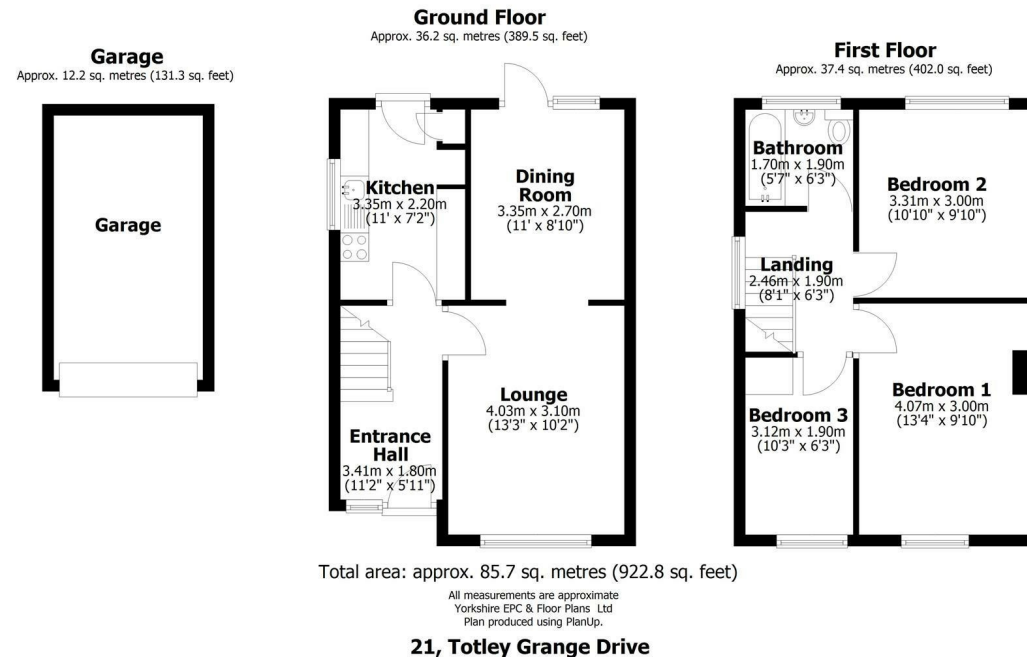 Garage
Approx. 12.2 sq. metres (131.3 sq. feet)
Garage
Ground Floor
Approx. 36.2 sq. metres (389.5 sq. feet)
Kitchen
3.35m x 2.20m
(11' x 7'2")
Dining
Room
3.35m x 2.70m
(11' x 8'10")
Lounge
4.03m x 3.10m
(13'3" x 10'2")
Entrance
Hall
3.41m x 1.80m
(11'2" x 5'11")
First Floor
Approx. 37.4 sq. metres (402.0 sq. feet)
Bathroom
1.70m x 1.90m
(5'7" x 6'3")
Bedroom 2
3.31m x 3.00m
(10'10" x 9'10")
Landing
2.46m x 1.90m
(8'1" x 6'3")
Bedroom 1
4.07m x 3.00m
(13'4" x 9'10")
Bedroom 3
3.12m x 1.90m
(10'3" x 6'3")
Total area: approx. 85.7 sq. metres (922.8 sq. feet)
All measurements are approximate
Yorkshire EPC & Floor Plans Ltd
Plan produced using PlanUp.
21, Totley Grange Drive